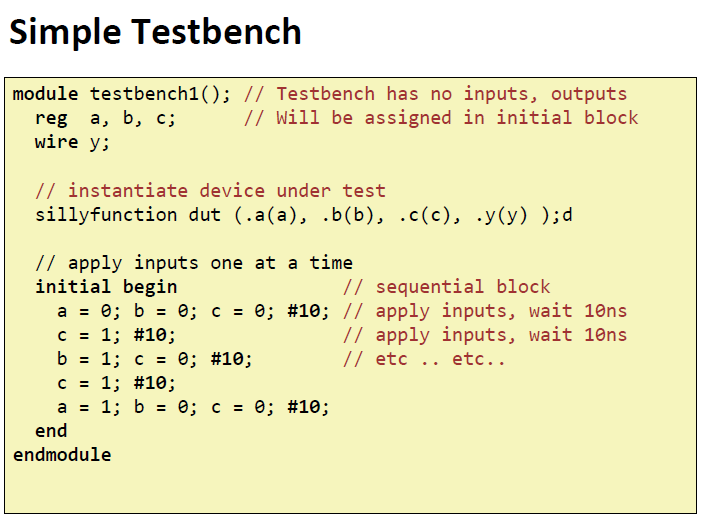 Simple Testbench
module testbench1(); // Testbench has no inputs, outputs
reg a, b, c; // Will be assigned in initial block
wire y;
// instantiate device under test
sillyfunction dut (.a(a), .b(b), .c(c), .y(y) );d
// apply inputs one at a time
initial begin // sequential block
a = 0; b = 0; c = 0; #10; // apply inputs, wait 10ns
c = 1; #10; // apply inputs, wait 10ns
b = 1; c = 0; #10; // etc .. etc..
c = 1; #10;
a = 1; b = 0; c = 0; #10;
end
endmodule